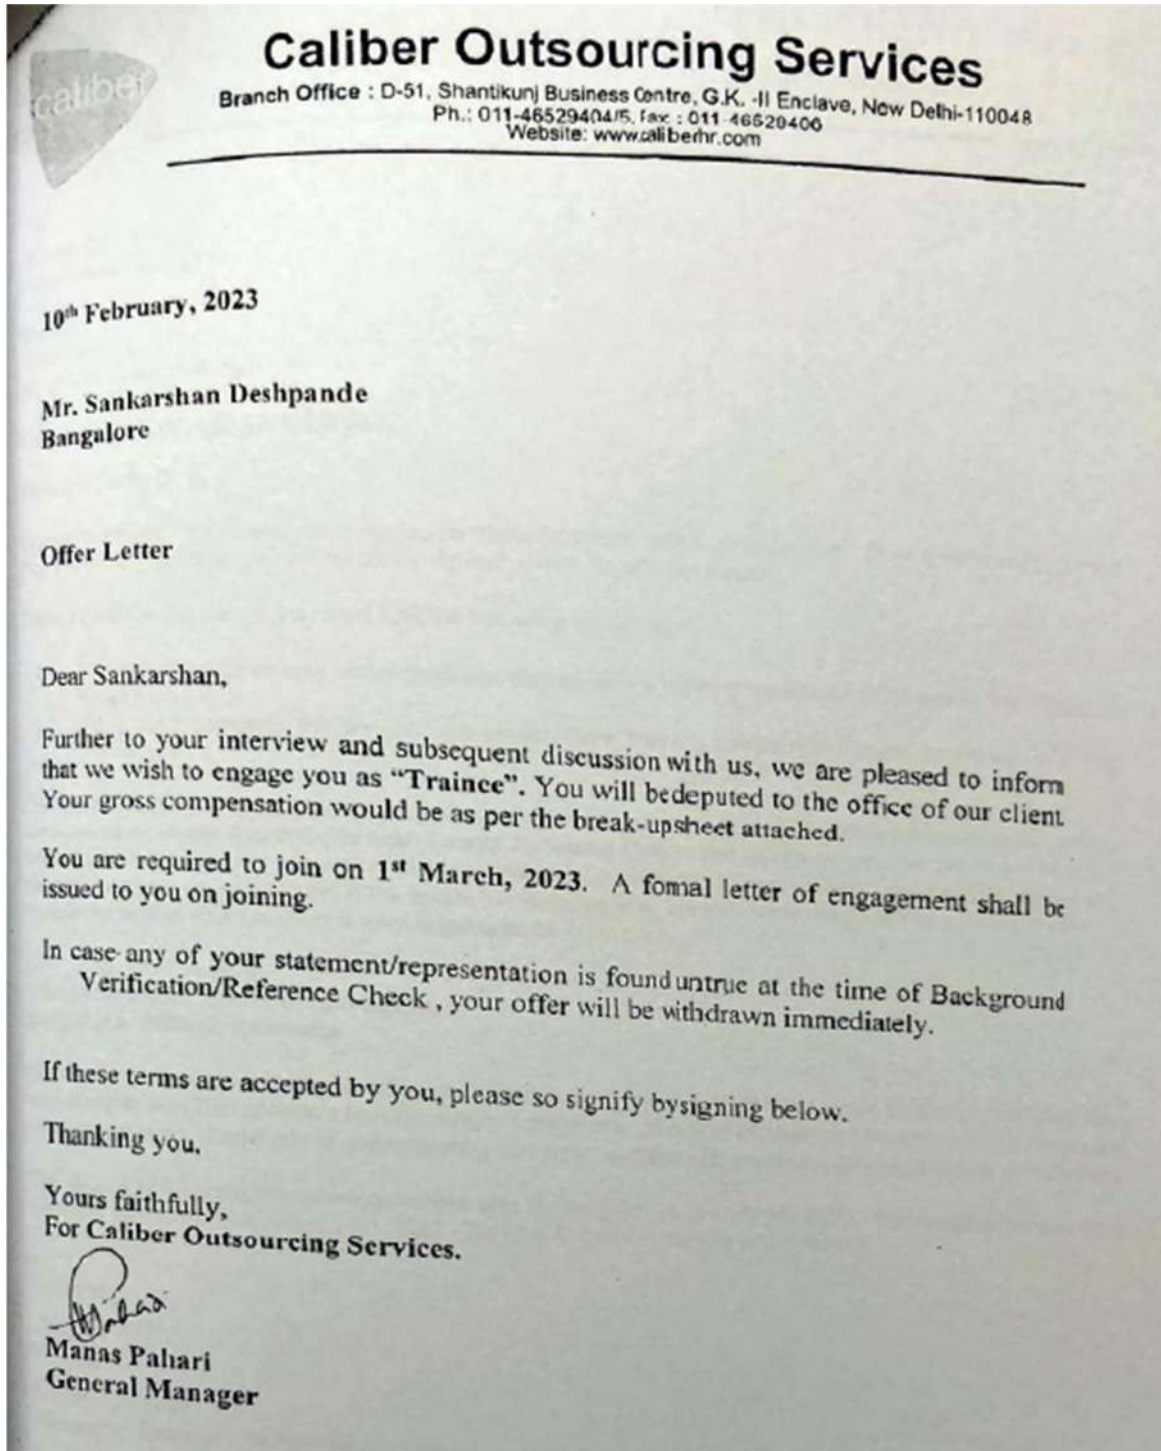 caliber
Caliber Outsourcing Services
Branch Office : D-51, Shantikunj Business Centre, G.K. -II Enclave, New Delhi-110048
Ph.: 011-46529404/5, Fax : 011-46529406
Website: www.caliberhr.com
10th February, 2023
Mr. Sankarshan Deshpande
Bangalore
Offer Letter
Dear Sankarshan,
Further to your interview and subsequent discussion with us, we are pleased to inform
that we wish to engage you as “Trainee”. You will bedeputed to the office of our client.
Your gross compensation would be as per the break-upsheet attached.
You are required to join on 1st March, 2023. A fomal letter of engagement shall be
issued to you on joining.
In case any of your statement/representation is found untrue at the time of Background
Verification/Reference Check , your offer will be withdrawn immediately.
If these terms are accepted by you, please so signify bysigning below.
Thanking you.
Yours faithfully,
For Caliber Outsourcing Services.
Manas Pahari
General Manager